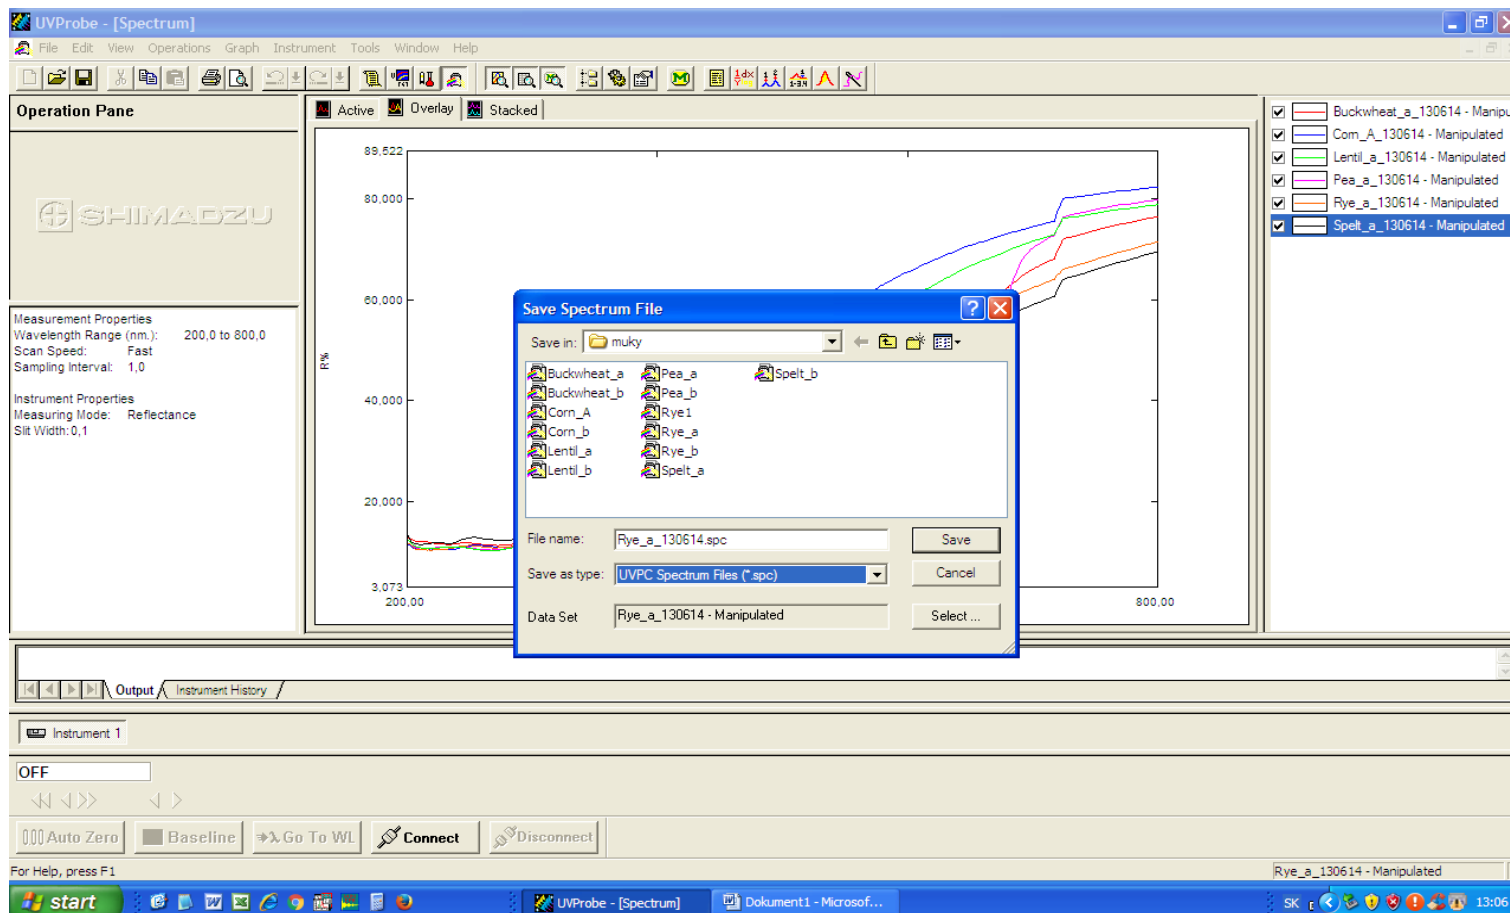 UVProbe - [Spectrum]
File Edit View Operations Graph Instrument Tools Window Help
Operation Pane
SHIMADZU
Measurement Properties
Wavelength Range (nm.): 200,0 to 800,0
Scan Speed: Fast
Sampling Interval: 1,0
Instrument Properties
Measuring Mode: Reflectance
Slit Width: 0,1
Active Overlay Stacked
89,522
80,000
60,000
R%
40,000
20,000
3,073
200,00
800,00
Buckwheat_a_130614 - Manipu
Corn_A_130614 - Manipulated
Lentil_a_130614 - Manipulated
Pea_a_130614 - Manipulated
Rye_a_130614 - Manipulated
Spelt_a_130614 - Manipulated
Save Spectrum File
Save in: muky
Buckwheat_a Pea_a Spelt_b
Buckwheat_b Pea_b
Corn_A Rye1
Corn_b Rye_a
Lentil_a Rye_b
Lentil_b Spelt_a
File name: Rye_a_130614.spc Save
Save as type: UVPC Spectrum Files (*.spc) Cancel
Data Set Rye_a_130614 - Manipulated Select ...
Output Instrument History
Instrument 1
OFF
Auto Zero Baseline Go To WL Connect Disconnect
For Help, press F1 Rye_a_130614 - Manipulated
start UVProbe - [Spectrum] Dokument1 - Microsof... SK 13:06